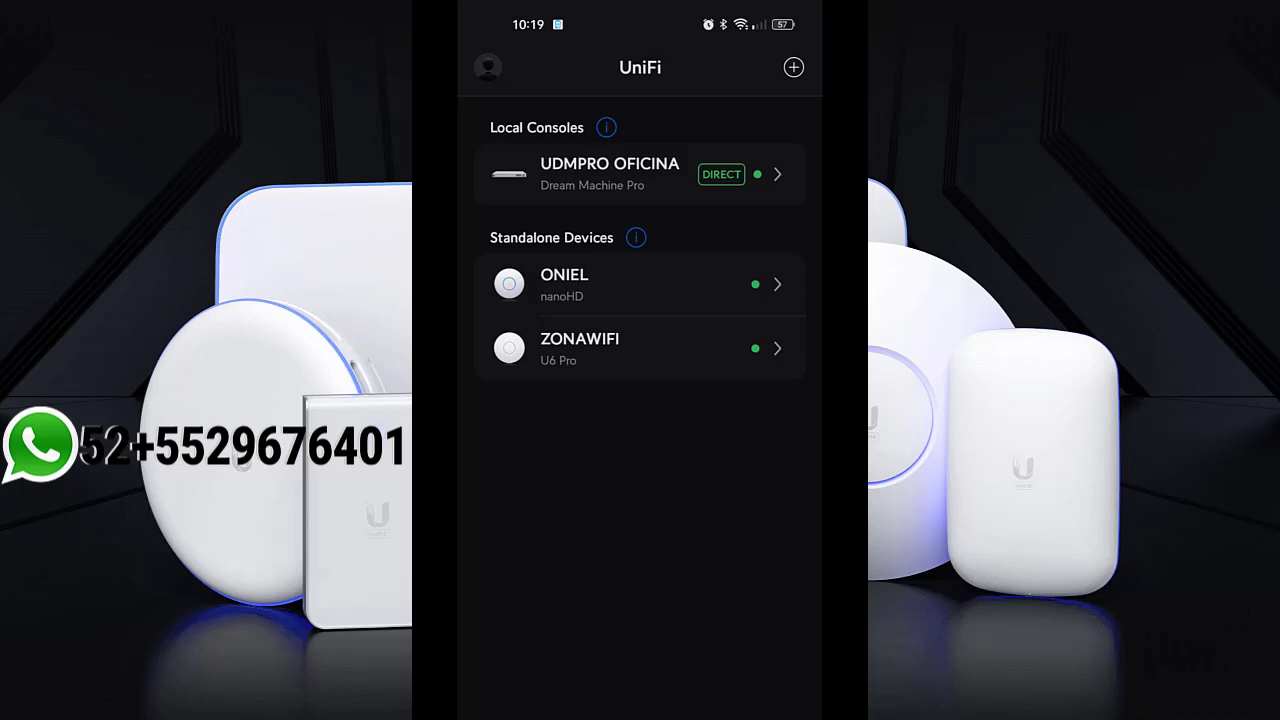 10:19
57
UniFi
Local Consoles
UDMPRO OFICINA
Dream Machine Pro
DIRECT
Standalone Devices
ONIEL
nanoHD
ZONAWIFI
U6 Pro
52+5529676401